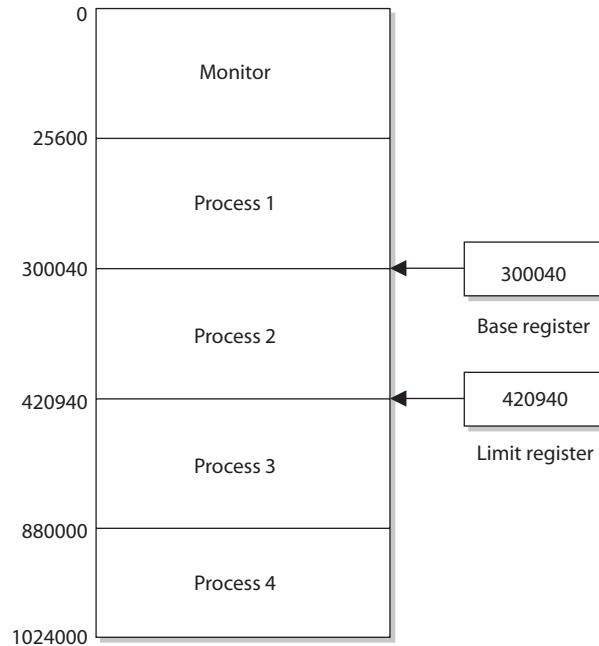 0
Monitor
25600
Process 1
300040
300040
Base register
Process 2
420940
420940
Limit register
Process 3
880000
Process 4
1024000